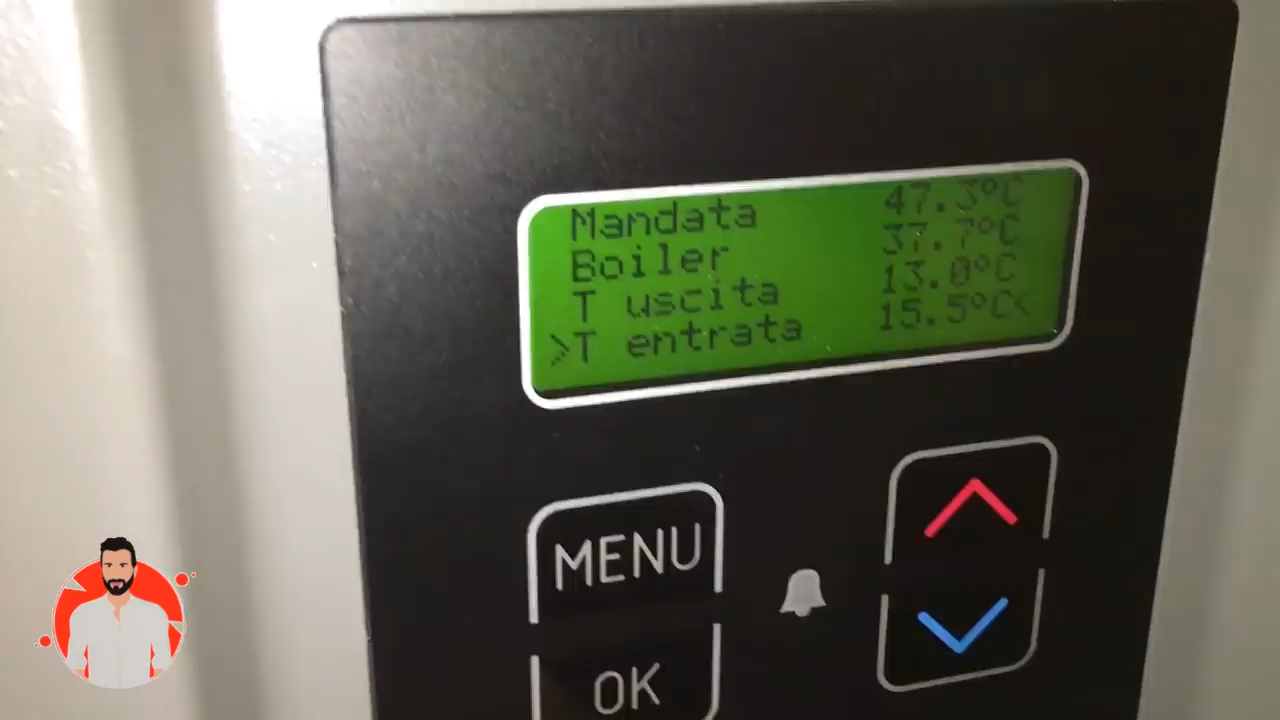 Mandata 47.3°C
Boiler 37.7°C
T uscita 13.0°C
>T entrata 15.5°C<
MENU
OK